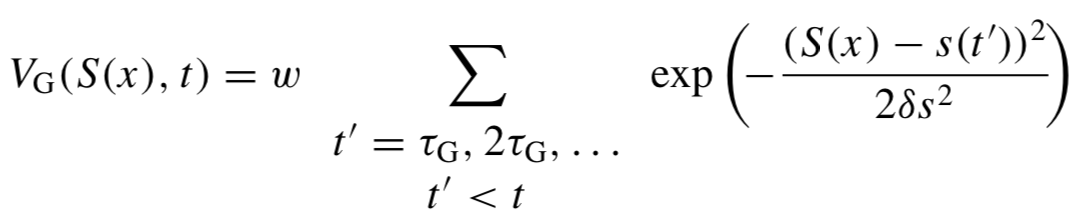 V_G(S(x), t) = w ∑ exp(−(S(x) − s(t′))² / 2δs²)
t′ = τ_G, 2τ_G, …
t′ < t